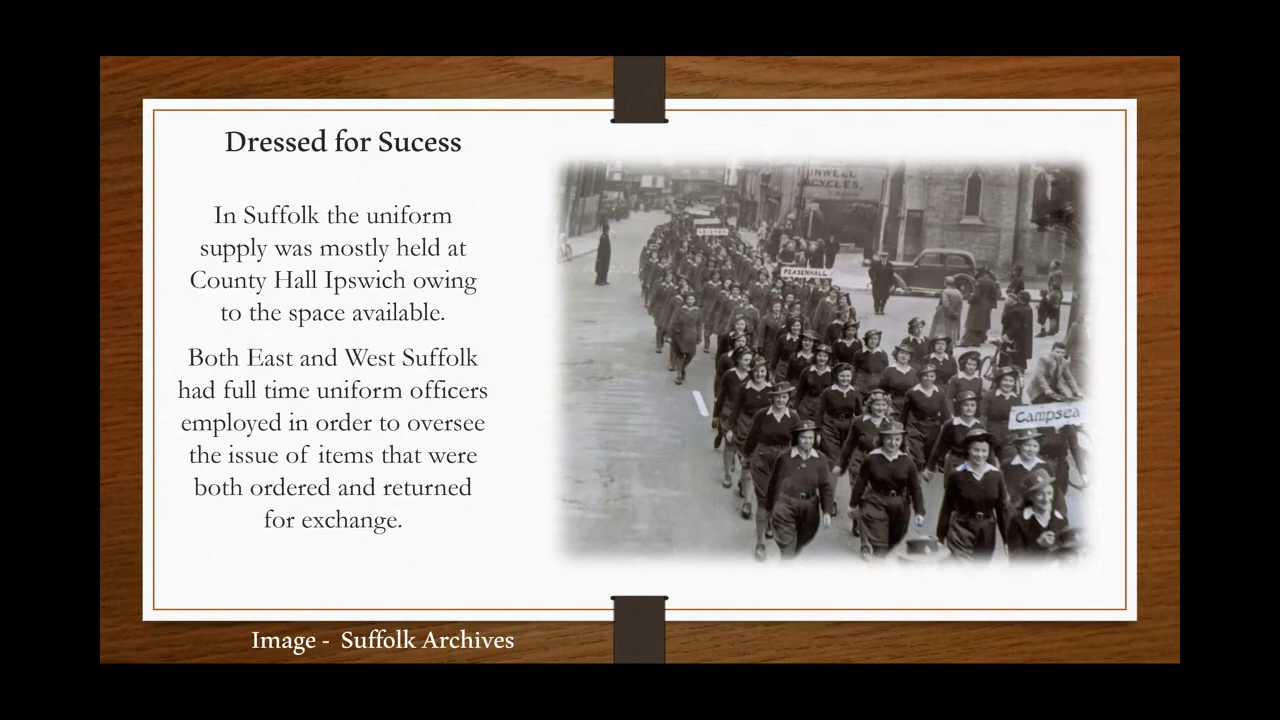 Dressed for Sucess
In Suffolk the uniform
supply was mostly held at
County Hall Ipswich owing
to the space available.
Both East and West Suffolk
had full time uniform officers
employed in order to oversee
the issue of items that were
both ordered and returned
for exchange.
CYCLES.
PEASENHALL
Campsea
Image - Suffolk Archives